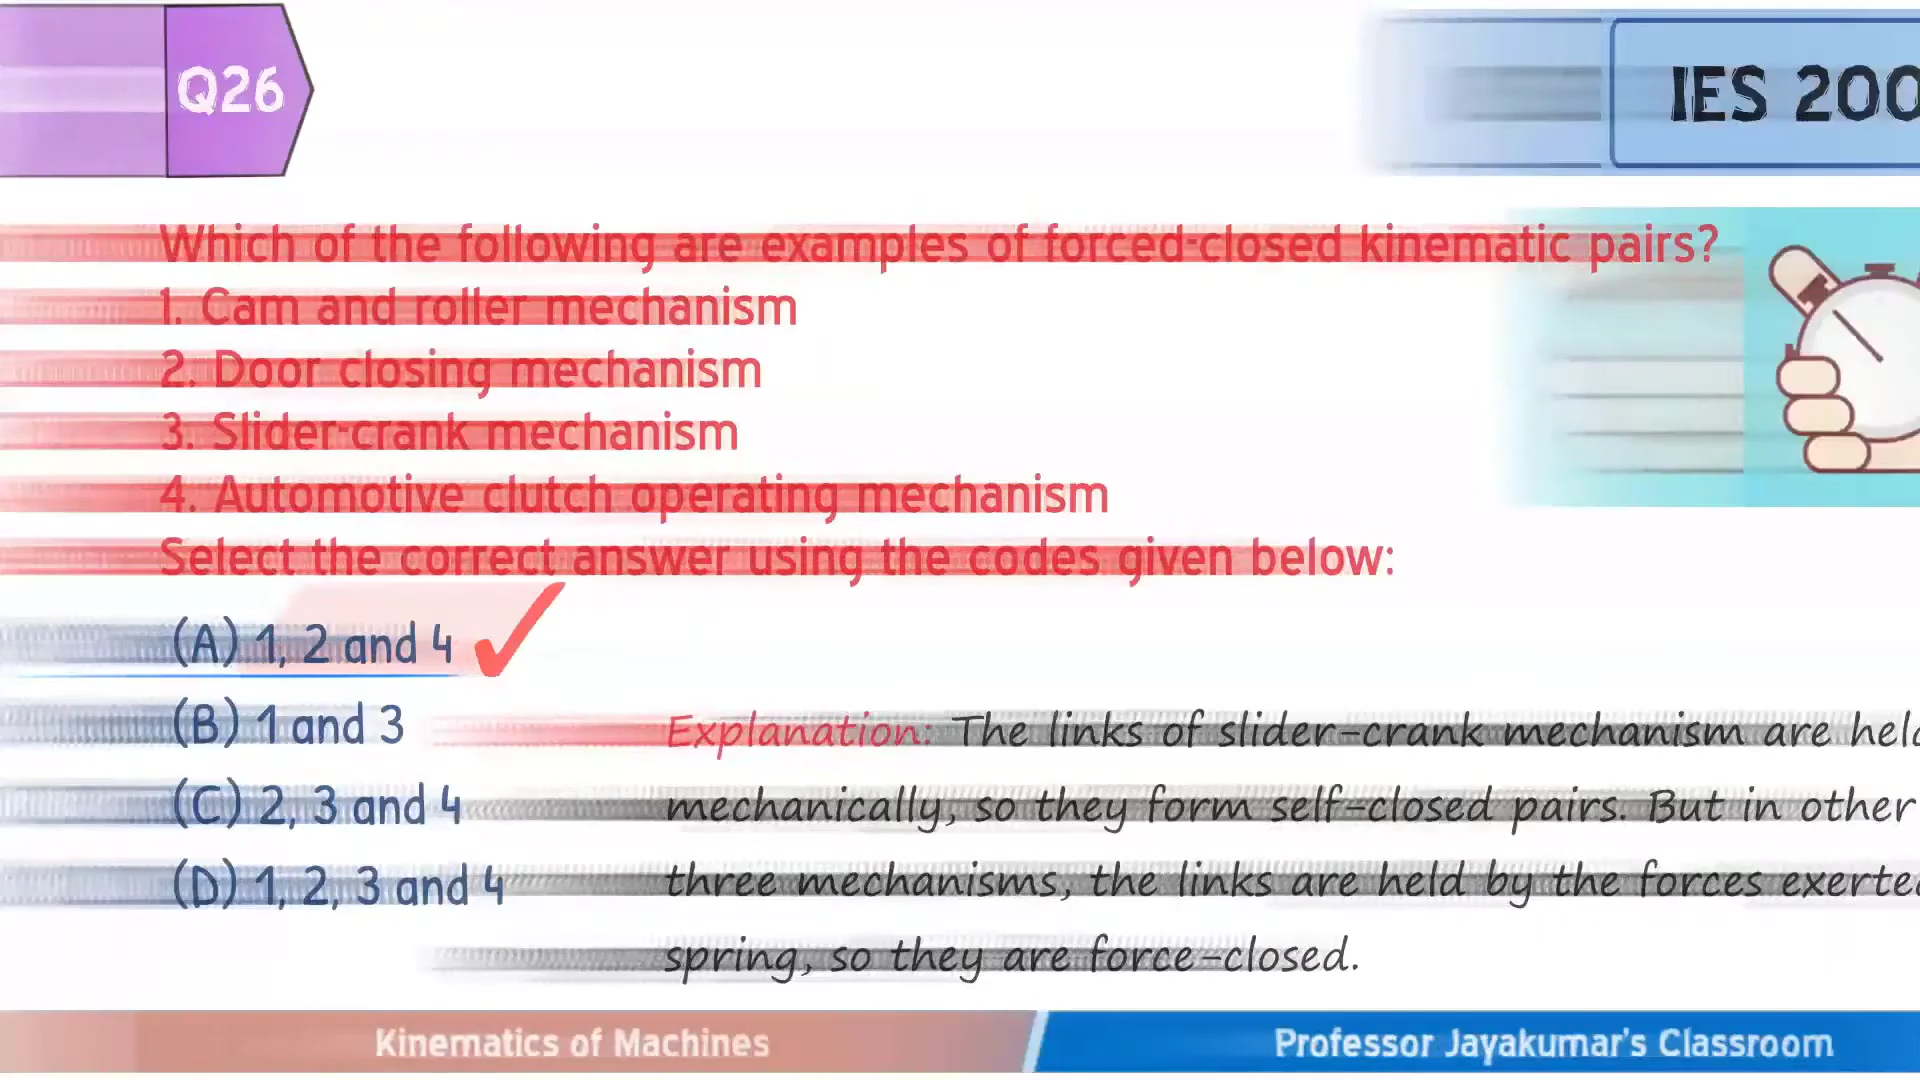 Q26
IES 200
Which of the following are examples of forced-closed kinematic pairs?
1. Cam and roller mechanism
2. Door closing mechanism
3. Slider-crank mechanism
4. Automotive clutch operating mechanism
Select the correct answer using the codes given below:
(A) 1, 2 and 4
(B) 1 and 3
(C) 2, 3 and 4
(D) 1, 2, 3 and 4
Explanation: The links of slider-crank mechanism are held
mechanically, so they form self-closed pairs. But in other
three mechanisms, the links are held by the forces exerted
spring, so they are force-closed.
Kinematics of Machines
Professor Jayakumar's Classroom